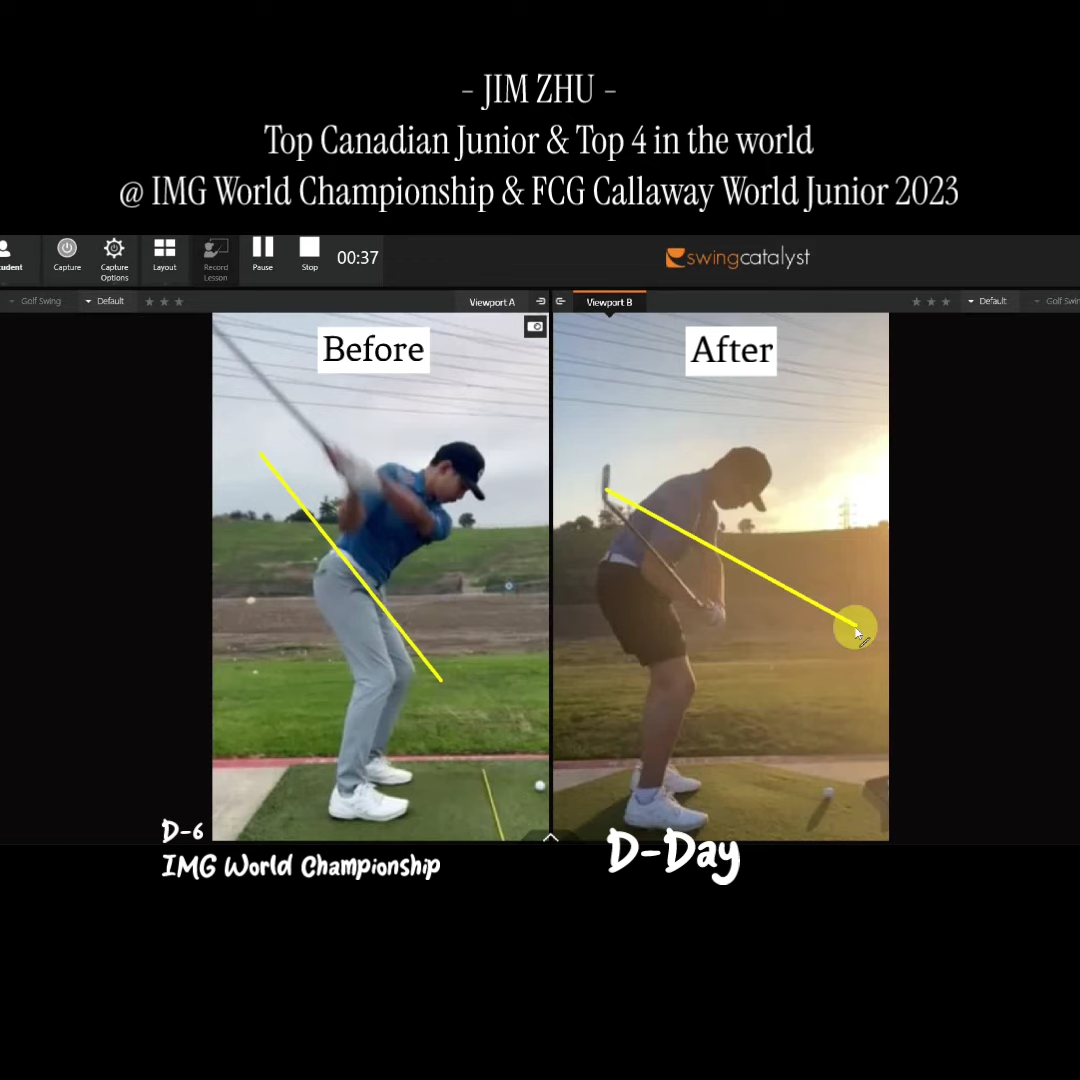 - JIM ZHU -
Top Canadian Junior & Top 4 in the world
@ IMG World Championship & FCG Callaway World Junior 2023
udent
Capture
Capture
Options
Layout
Record
Lesson
Pause
Stop
00:37
swingcatalyst
Golf Swing
Default
Viewport A
Viewport B
Default
Golf Swin
Before
After
D-6
IMG World Championship
D-Day